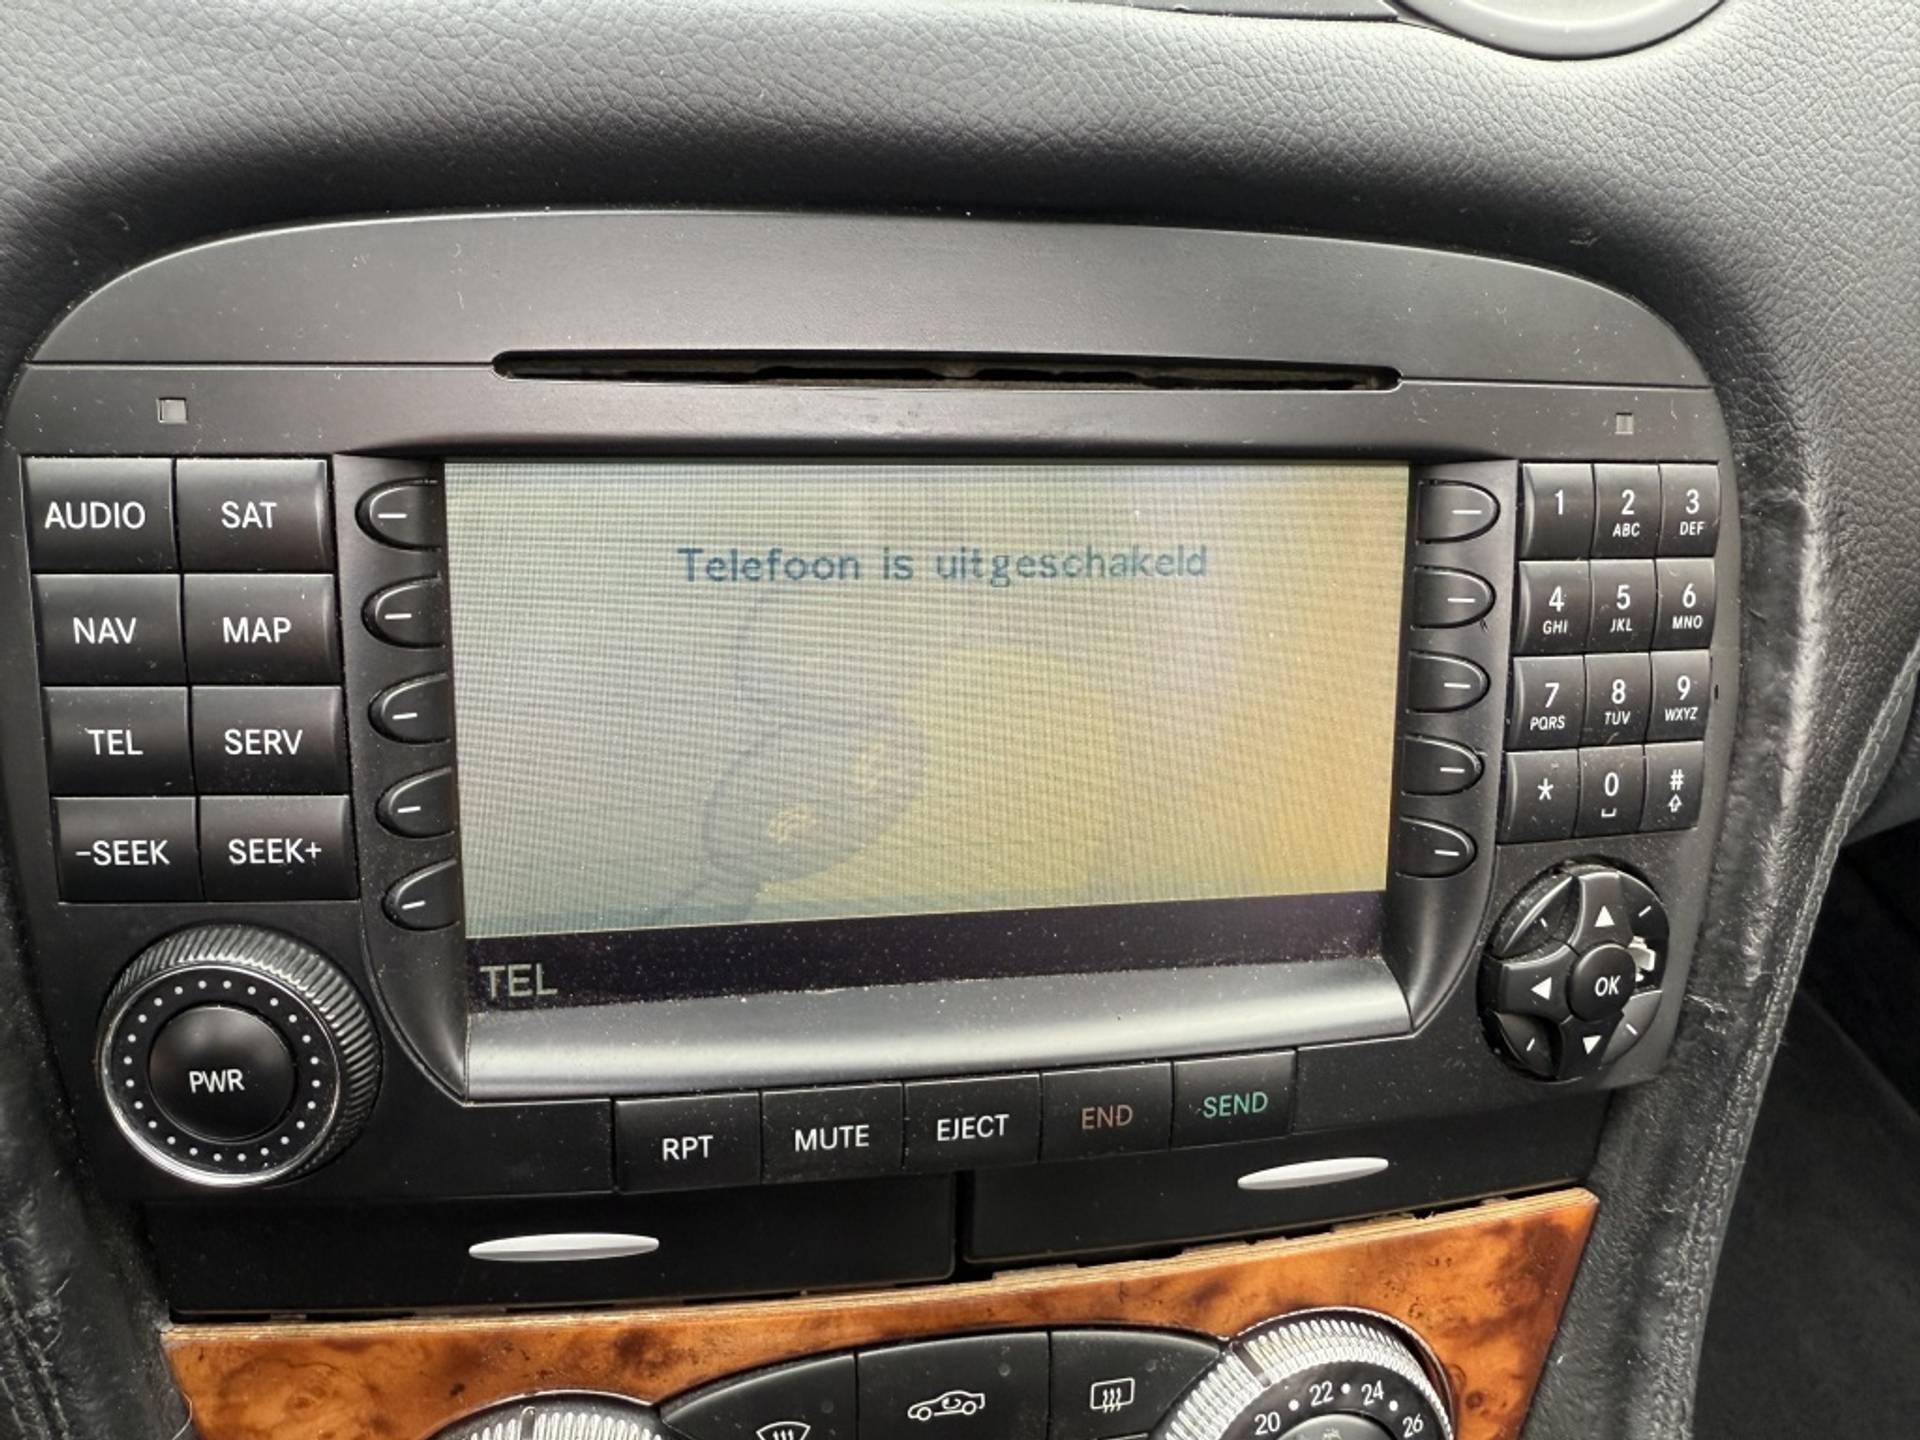 Telefoon is uitgeschakeld
TEL
AUDIO
SAT
NAV
MAP
TEL
SERV
-SEEK
SEEK+
PWR
1
2
ABC
3
DEF
4
GHI
5
JKL
6
MNO
7
PQRS
8
TUV
9
WXYZ
*
0
#
OK
RPT
MUTE
EJECT
END
SEND
20
22
24
26